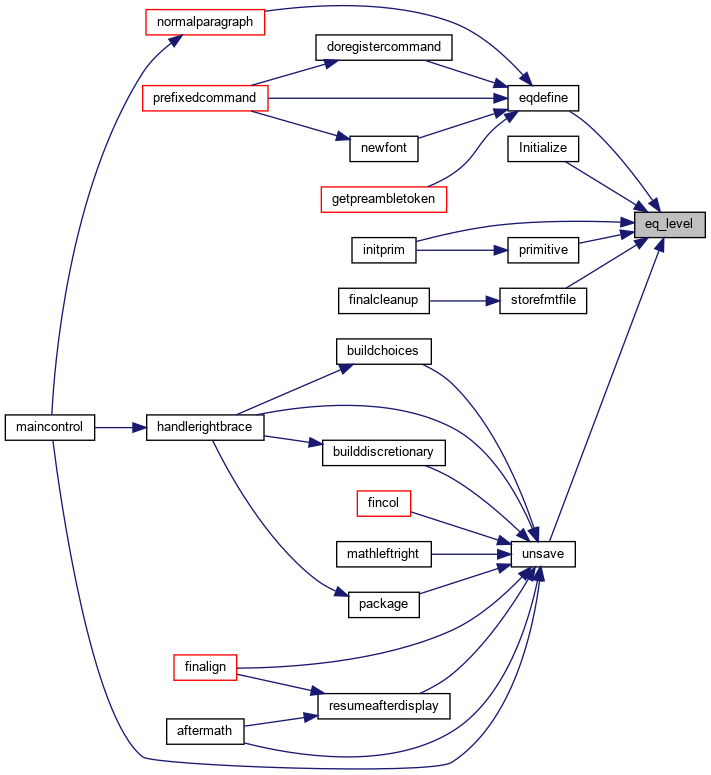 normalparagraph
doregistercommand
prefixedcommand
eqdefine
newfont
Initialize
getpreambletoken
eq_level
initprim
primitive
finalcleanup
storefmtfile
buildchoices
maincontrol
handlerightbrace
builddiscretionary
fincol
mathleftright
unsave
package
finalign
resumeafterdisplay
aftermath